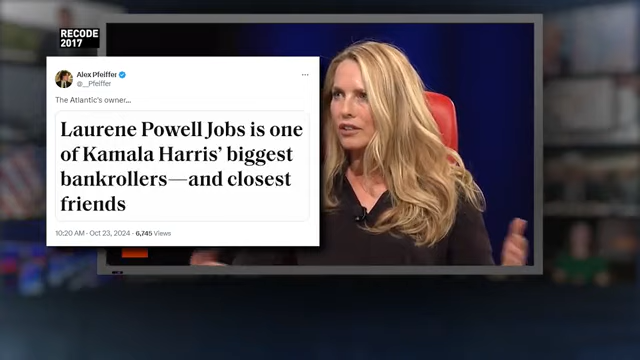 RECODE
2017
Alex Pfeiffer
@__Pfeiffer
The Atlantic's owner...
Laurene Powell Jobs is one
of Kamala Harris' biggest
bankrollers—and closest
friends
10:20 AM · Oct 23, 2024 · 6,745 Views